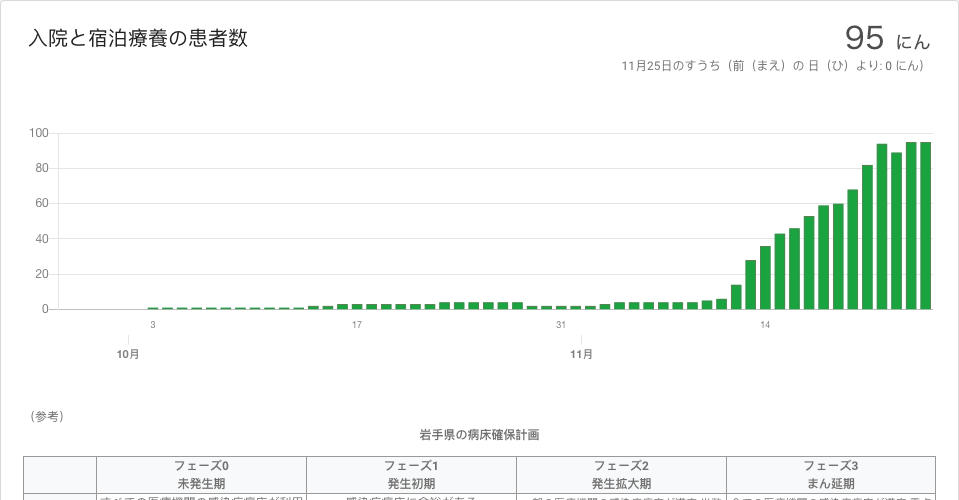 入院と宿泊療養の患者数
95 にん
11月25日のすうち（前（まえ）の 日（ひ）より: 0 にん）
100
80
60
40
20
0
3 17 31 14
10月 11月
（参考）
岩手県の病床確保計画
フェーズ0 フェーズ1 フェーズ2 フェーズ3
未発生期 発生初期 発生拡大期 まん延期